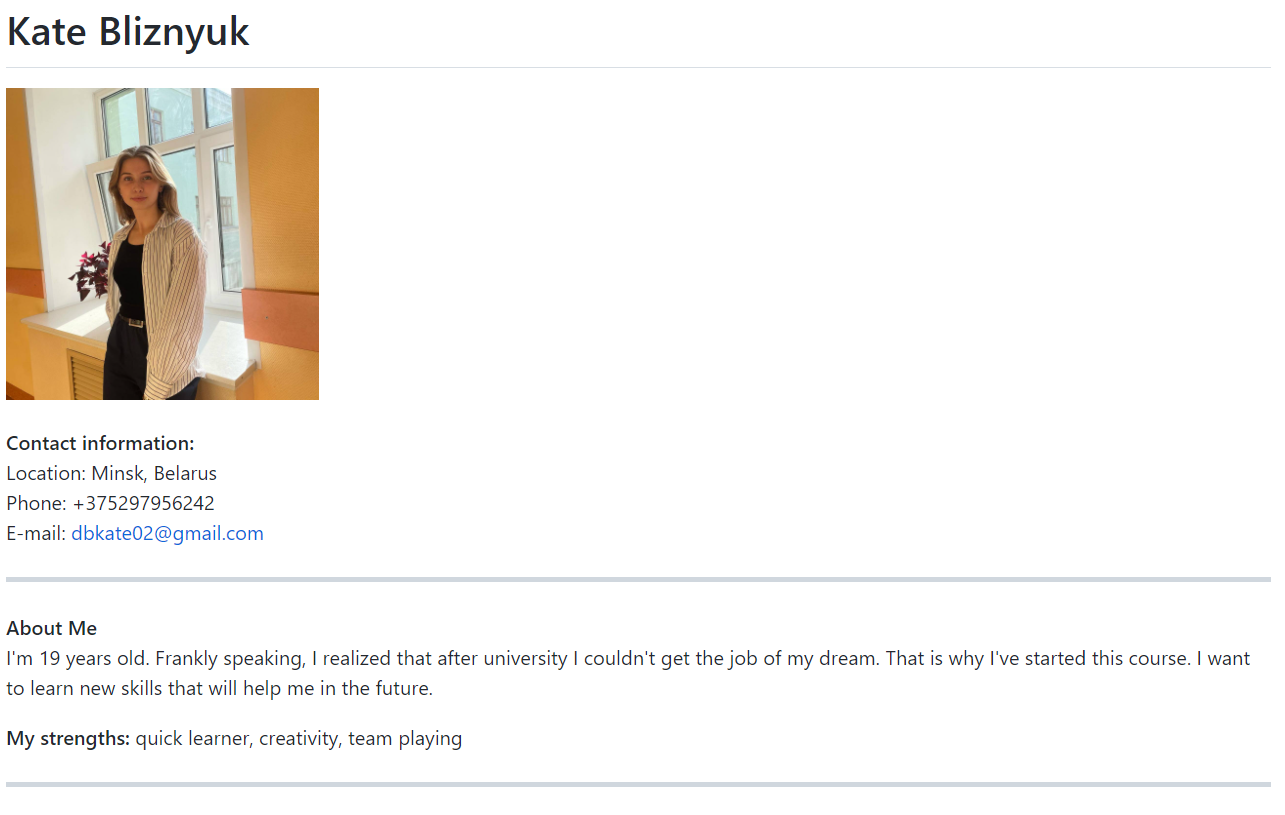 Kate Bliznyuk
Contact information:
Location: Minsk, Belarus
Phone: +375297956242
E-mail: dbkate02@gmail.com
About Me
I'm 19 years old. Frankly speaking, I realized that after university I couldn't get the job of my dream. That is why I've started this course. I want
to learn new skills that will help me in the future.
My strengths: quick learner, creativity, team playing